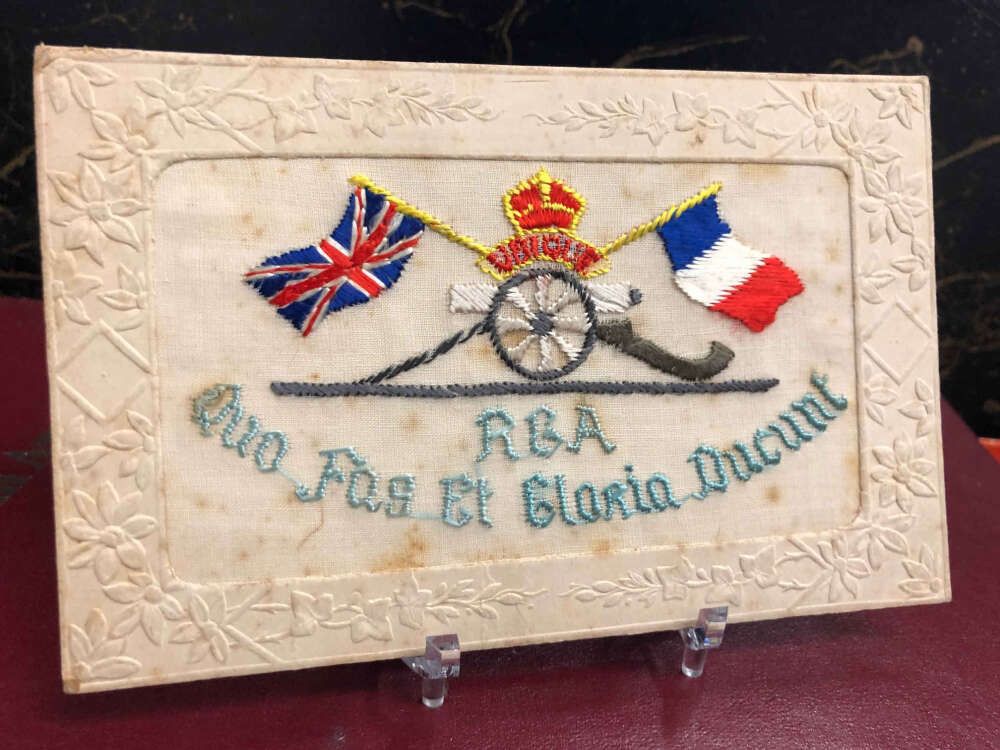 RGA
Quo Fas Et Gloria Ducunt